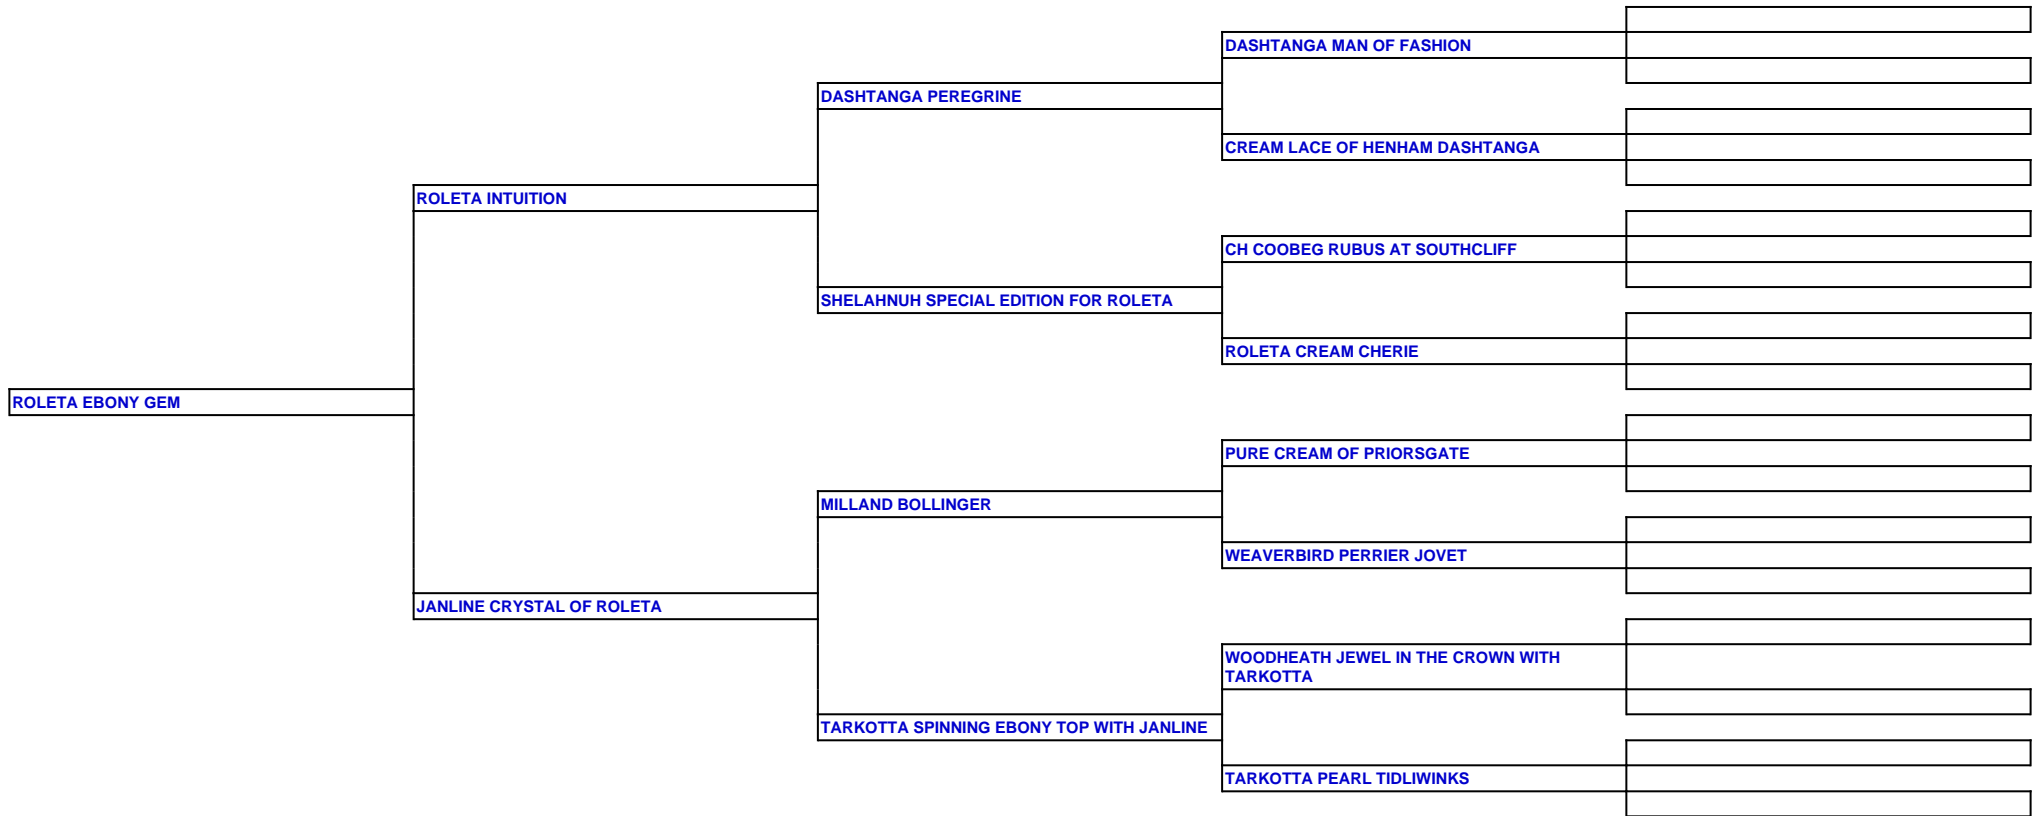 DASHTANGA MAN OF FASHION
DASHTANGA PEREGRINE
CREAM LACE OF HENHAM DASHTANGA
ROLETA INTUITION
CH COOBEG RUBUS AT SOUTHCLIFF
SHELAHNUH SPECIAL EDITION FOR ROLETA
ROLETA CREAM CHERIE
ROLETA EBONY GEM
PURE CREAM OF PRIORSGATE
MILLAND BOLLINGER
WEAVERBIRD PERRIER JOVET
JANLINE CRYSTAL OF ROLETA
WOODHEATH JEWEL IN THE CROWN WITH
TARKOTTA
TARKOTTA SPINNING EBONY TOP WITH JANLINE
TARKOTTA PEARL TIDLIWINKS